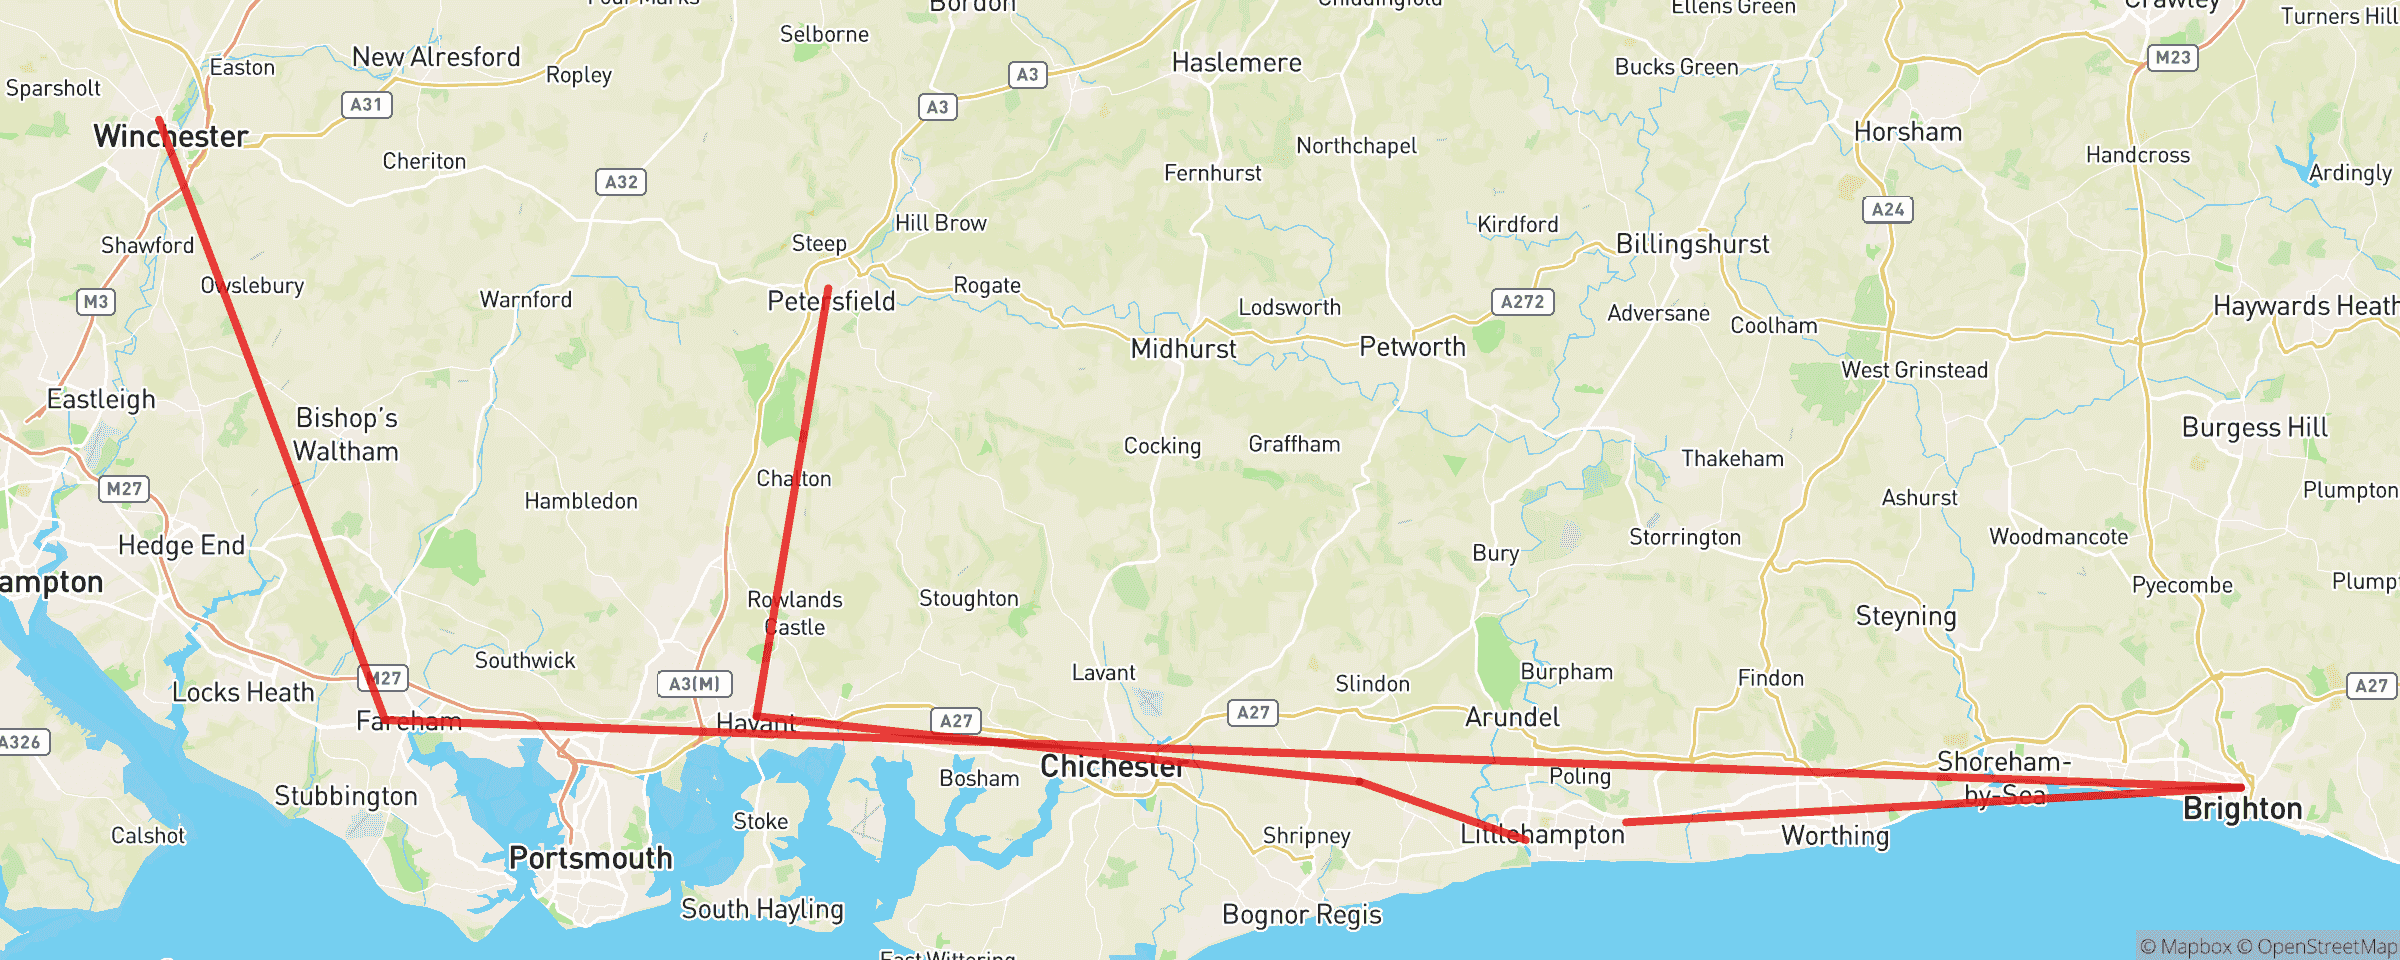 Four Marks
Bordon
Chiddingfold
Ellens Green
Crawley
Turners Hill
Selborne
New Alresford
Easton
Ropley
Haslemere
Bucks Green
M23
Sparsholt
A31
A3
A3
Winchester
Cheriton
Northchapel
Horsham
Handcross
Ardingly
A32
Fernhurst
A24
Shawford
Steep
Hill Brow
Kirdford
Billingshurst
Owslebury
Warnford
Petersfield
Rogate
Lodsworth
A272
Adversane
Coolham
Haywards Heath
M3
Midhurst
Petworth
West Grinstead
Eastleigh
Bishop's
Waltham
Cocking
Graffham
Thakeham
Burgess Hill
M27
Chalton
Hambledon
Ashurst
Plumpton
Hedge End
Bury
Storrington
Woodmancote
ampton
Rowlands
Castle
Stoughton
Pyecombe
Plump
Steyning
Southwick
Lavant
Slindon
Burpham
Findon
M27
A3(M)
A27
Locks Heath
Fareham
Havant
A27
A27
Arundel
A326
Chichester
Bosham
Poling
Shoreham-
by-Sea
Brighton
Stubbington
Calshot
Stoke
Shripney
Littlehampton
Worthing
Portsmouth
South Hayling
Bognor Regis
East Wittering
© Mapbox © OpenStreetMap